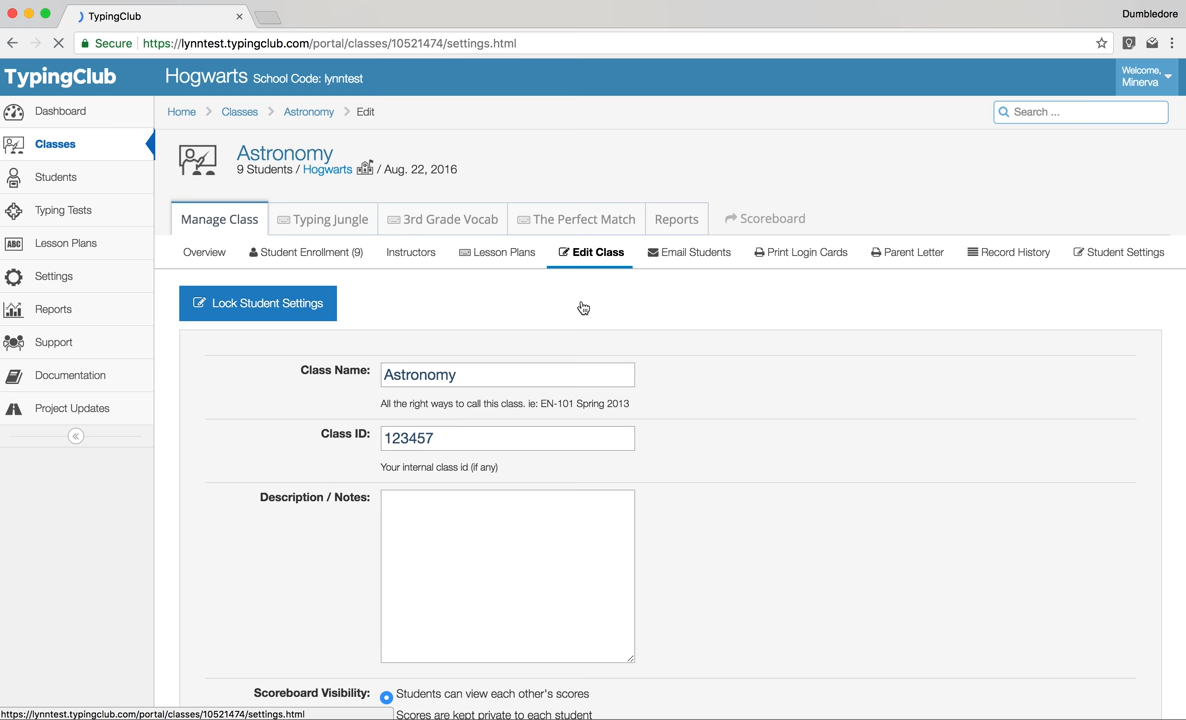 TypingClub
Dumbledore
Secure https://lynntest.typingclub.com/portal/classes/10521474/settings.html
TypingClub
Hogwarts School Code: lynntest
Welcome,
Minerva
Dashboard
Classes
Students
Typing Tests
ABC Lesson Plans
Settings
Reports
Support
Documentation
Project Updates
Home > Classes > Astronomy > Edit
Search ...
Astronomy
9 Students / Hogwarts / Aug. 22, 2016
Manage Class Typing Jungle 3rd Grade Vocab The Perfect Match Reports Scoreboard
Overview Student Enrollment (9) Instructors Lesson Plans Edit Class Email Students Print Login Cards Parent Letter Record History Student Settings
Lock Student Settings
Class Name: Astronomy
All the right ways to call this class. ie: EN-101 Spring 2013
Class ID: 123457
Your internal class id (if any)
Description / Notes:
Scoreboard Visibility: Students can view each other's scores
Scores are kept private to each student
https://lynntest.typingclub.com/portal/classes/10521474/settings.html